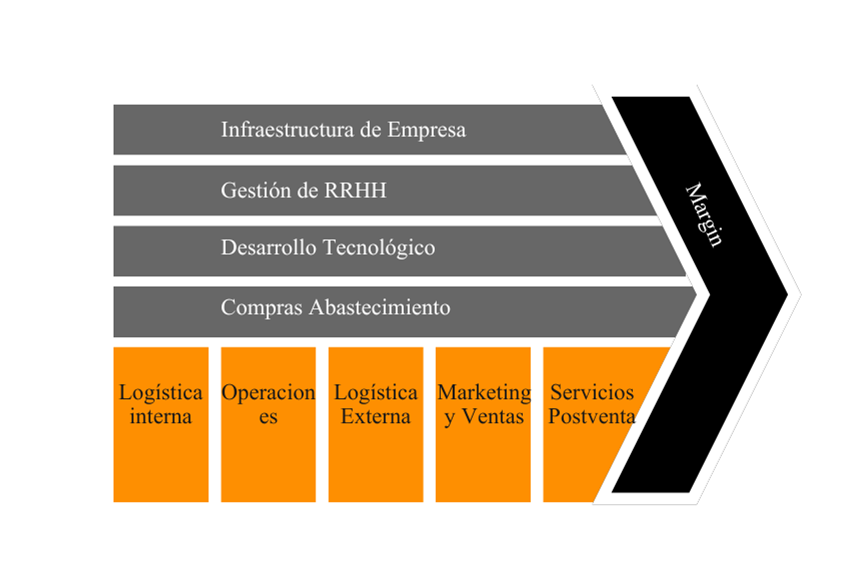 Infraestructura de Empresa
Gestión de RRHH
Desarrollo Tecnológico
Compras Abastecimiento
Margin
Logística
interna
Operacion
es
Logística
Externa
Marketing
y Ventas
Servicios
Postventa